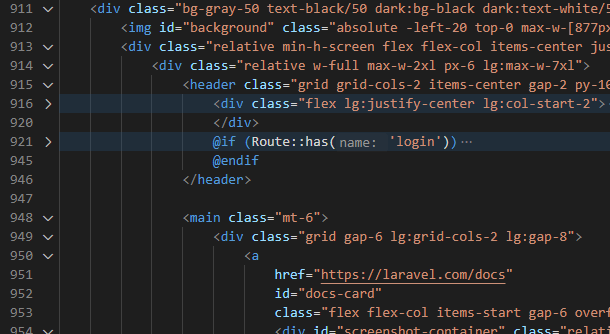 911 <div class="bg-gray-50 text-black/50 dark:bg-black dark:text-white/5
912 <img id="background" class="absolute -left-20 top-0 max-w-[877p
913 <div class="relative min-h-screen flex flex-col items-center jus
914 <div class="relative w-full max-w-2xl px-6 lg:max-w-7xl">
915 <header class="grid grid-cols-2 items-center gap-2 py-10
916 <div class="flex lg:justify-center lg:col-start-2">
920 </div>
921 @if (Route::has(name: 'login'))...
945 @endif
946 </header>
947
948 <main class="mt-6">
949 <div class="grid gap-6 lg:grid-cols-2 lg:gap-8">
950 <a
951 href="https://laravel.com/docs"
952 id="docs-card"
953 class="flex flex-col items-start gap-6 over
954 <div id="screenshot-container" class="relat